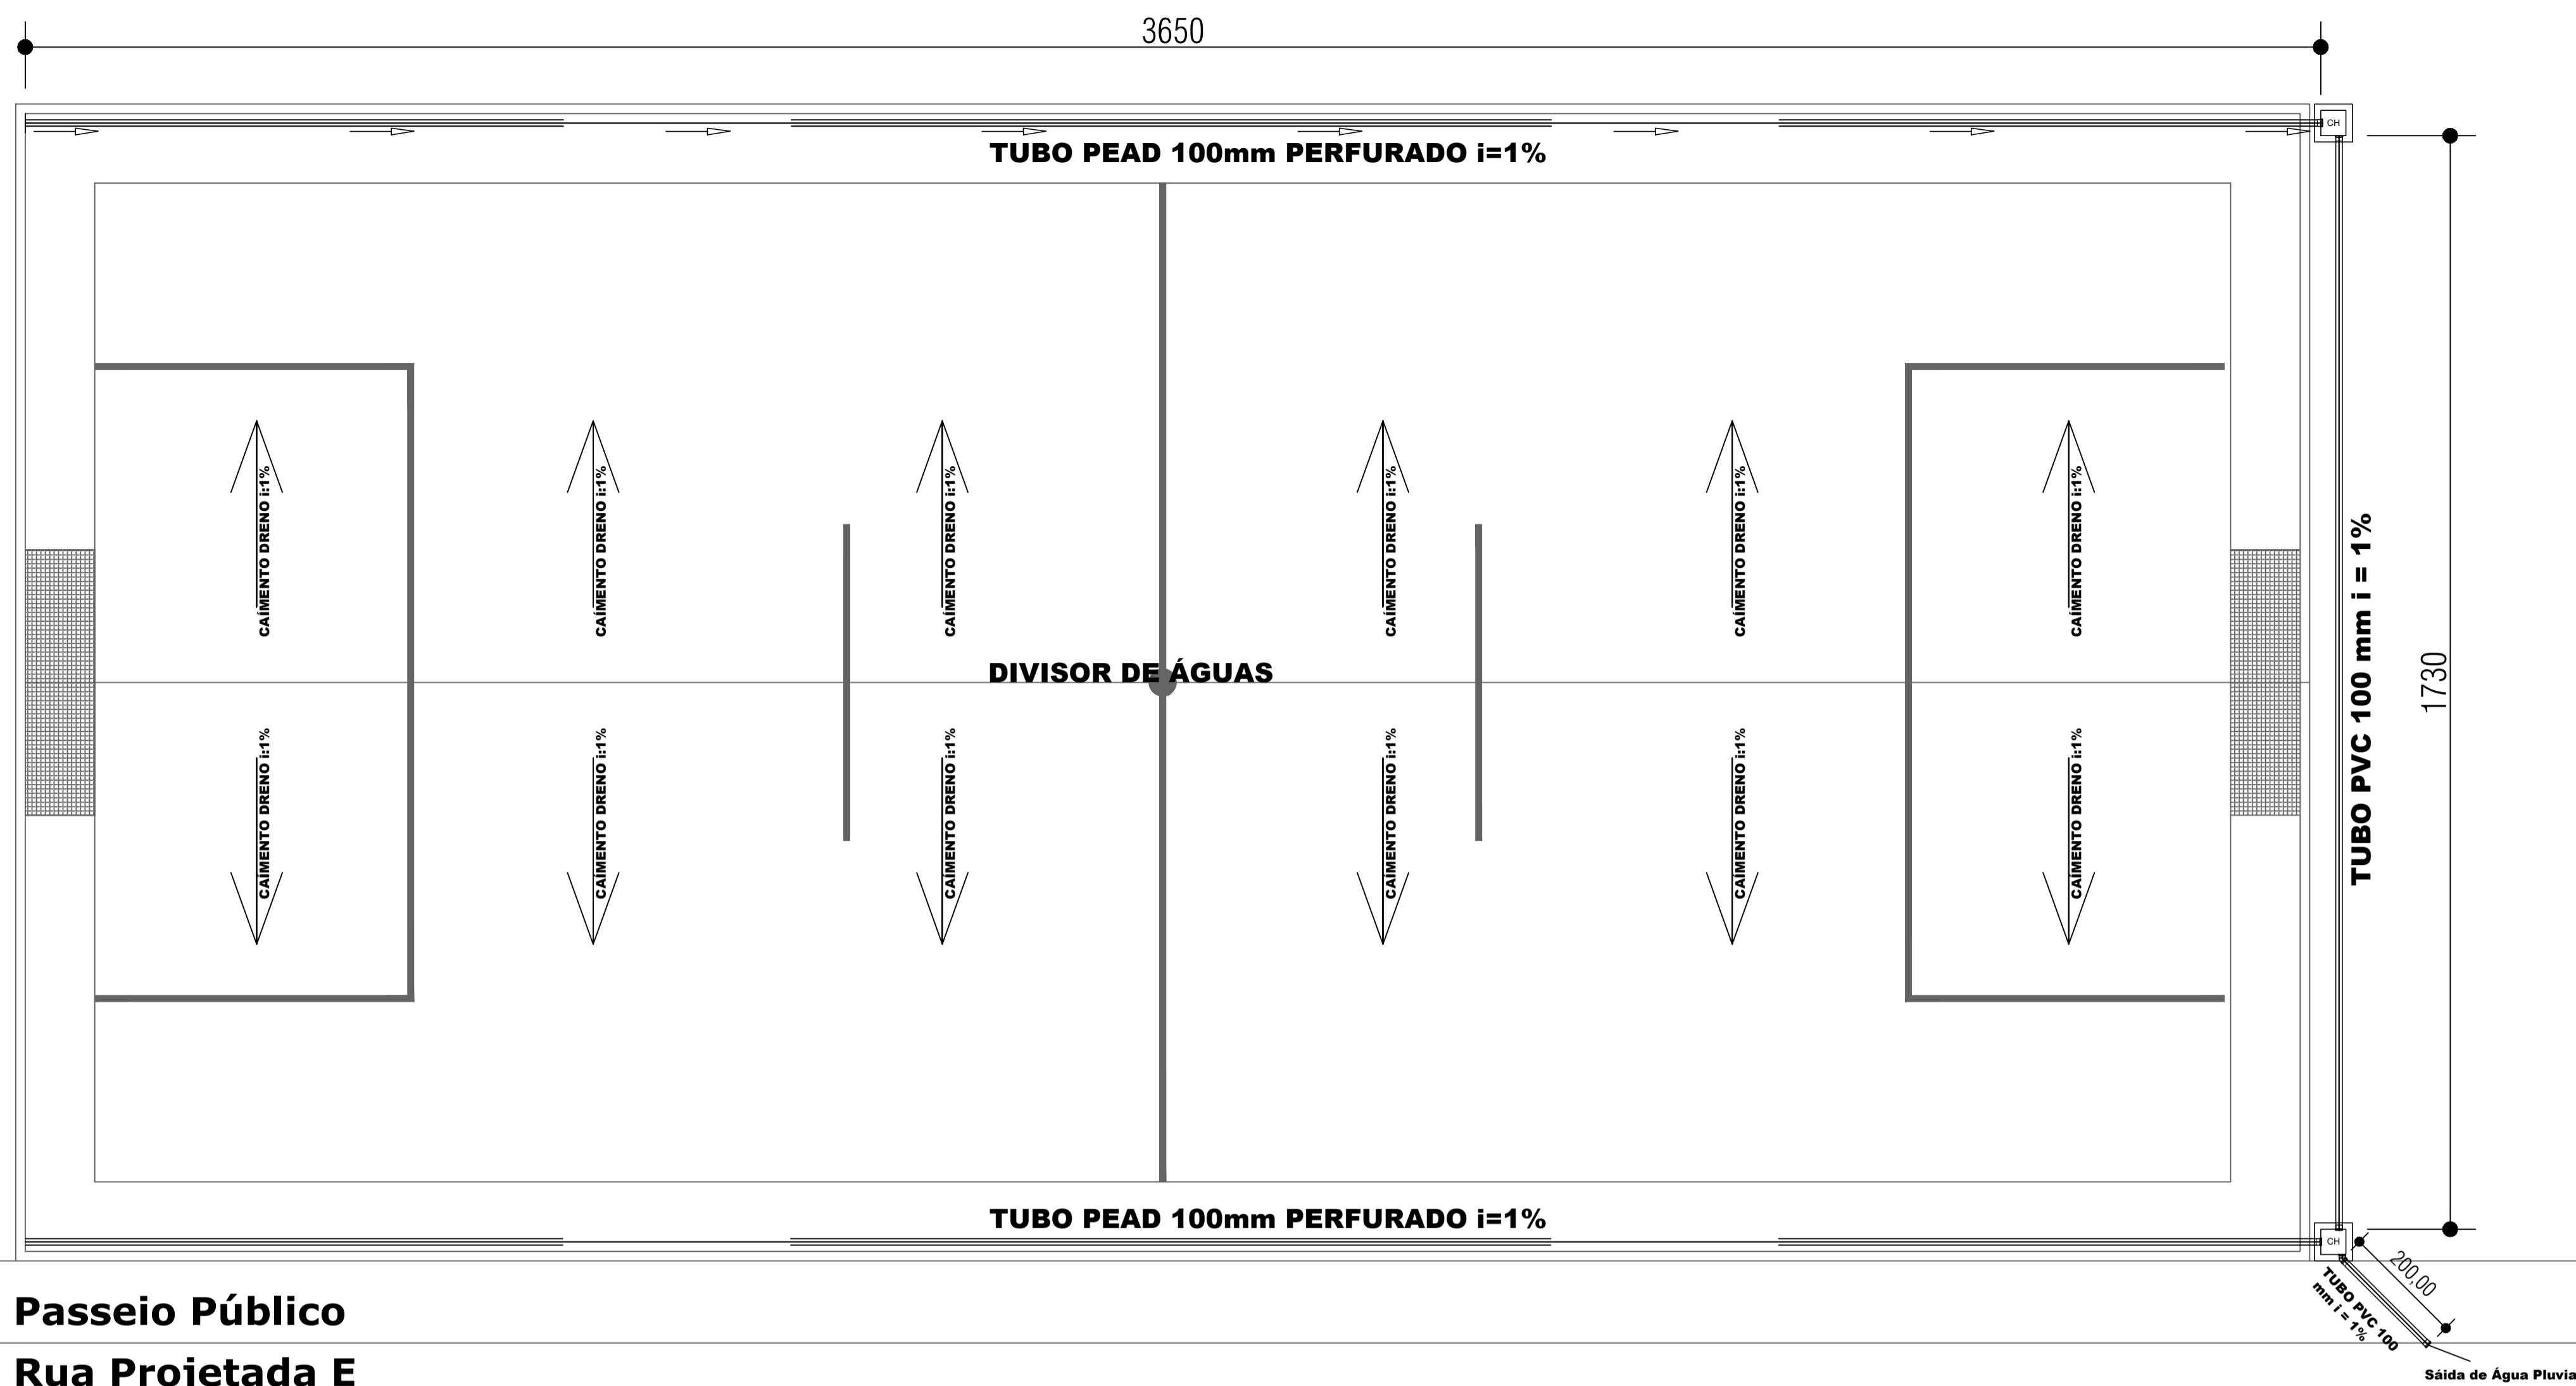 3650
CH
TUBO PEAD 100mm PERFURADO i=1%
CAÍMENTO DRENO i:1%
CAÍMENTO DRENO i:1%
CAÍMENTO DRENO i:1%
CAÍMENTO DRENO i:1%
CAÍMENTO DRENO i:1%
CAÍMENTO DRENO i:1%
TUBO PVC 100 mm i = 1%
1730
DIVISOR DE ÁGUAS
CAÍMENTO DRENO i:1%
CAÍMENTO DRENO i:1%
CAÍMENTO DRENO i:1%
CAÍMENTO DRENO i:1%
CAÍMENTO DRENO i:1%
CAÍMENTO DRENO i:1%
TUBO PEAD 100mm PERFURADO i=1%
CH
200,00
TUBO PVC 100
mm i = 1%
Passeio Público
Rua Projetada E
Sáida de Água Pluvia